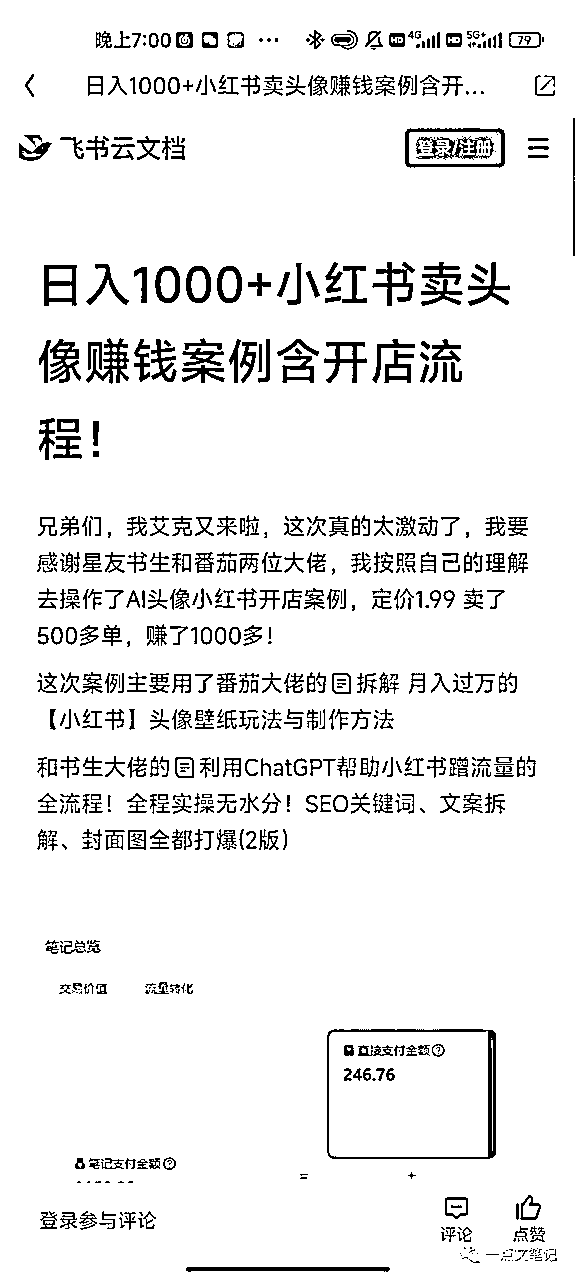 晚上7:00 ··· HD 4G HD 5G+ 79
日入1000+小红书卖头像赚钱案例含开...
飞书云文档 登录/注册
日入1000+小红书卖头
像赚钱案例含开店流
程！
兄弟们，我艾克又来啦，这次真的太激动了，我要
感谢星友书生和番茄两位大佬，我按照自己的理解
去操作了AI头像小红书开店案例，定价1.99 卖了
500多单，赚了1000多！
这次案例主要用了番茄大佬的拆解 月入过万的
【小红书】头像壁纸玩法与制作方法
和书生大佬的利用ChatGPT帮助小红书蹭流量的
全流程！全程实操无水分！SEO关键词、文案拆
解、封面图全都打爆(2版）
笔记总览
交易价值 流量转化
直接支付金额?
246.76
笔记支付金额?
= +
登录参与评论
评论 点赞
一点文笔记